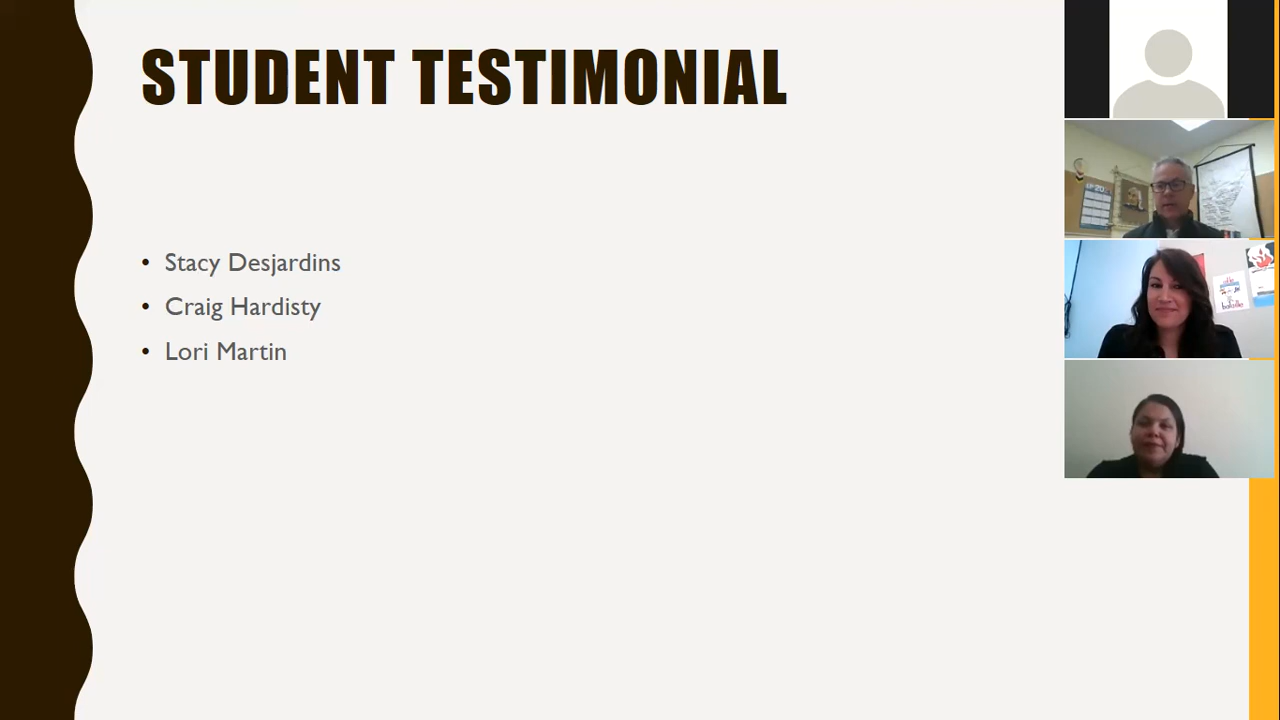 STUDENT TESTIMONIAL
• Stacy Desjardins
• Craig Hardisty
• Lori Martin